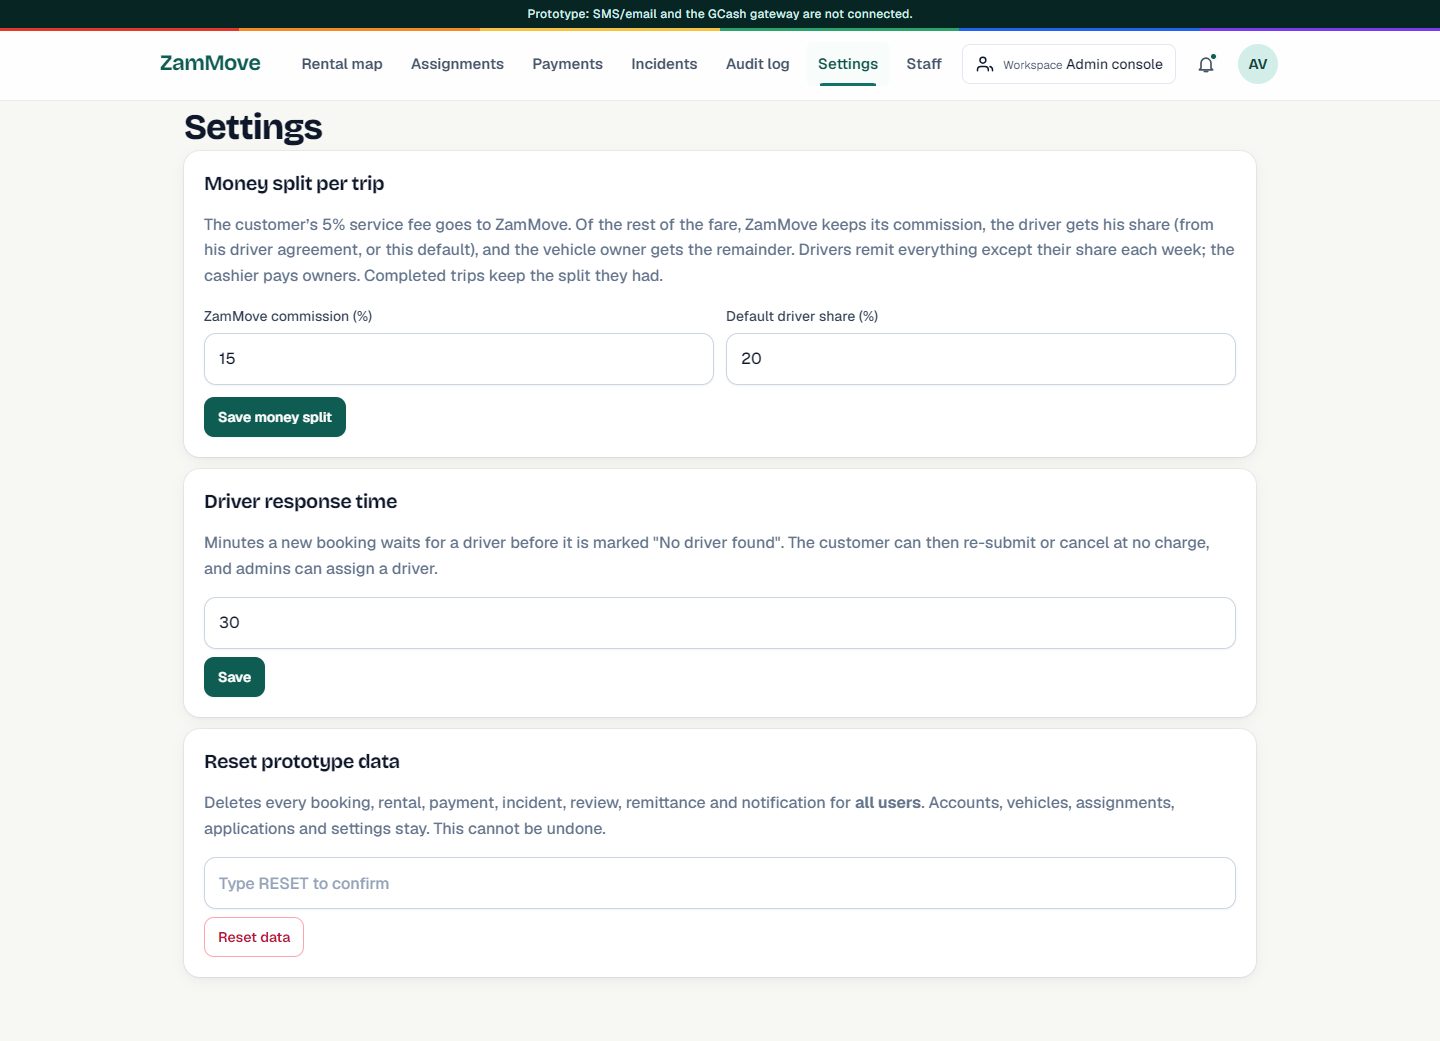 Prototype: SMS/email and the GCash gateway are not connected.
ZamMove
Rental map
Assignments
Payments
Incidents
Audit log
Settings
Staff
Workspace Admin console
AV
Settings
Money split per trip
The customer’s 5% service fee goes to ZamMove. Of the rest of the fare, ZamMove keeps its commission, the driver gets his share (from
his driver agreement, or this default), and the vehicle owner gets the remainder. Drivers remit everything except their share each week; the
cashier pays owners. Completed trips keep the split they had.
ZamMove commission (%)
Default driver share (%)
15
20
Save money split
Driver response time
Minutes a new booking waits for a driver before it is marked "No driver found". The customer can then re-submit or cancel at no charge,
and admins can assign a driver.
30
Save
Reset prototype data
Deletes every booking, rental, payment, incident, review, remittance and notification for all users. Accounts, vehicles, assignments,
applications and settings stay. This cannot be undone.
Type RESET to confirm
Reset data